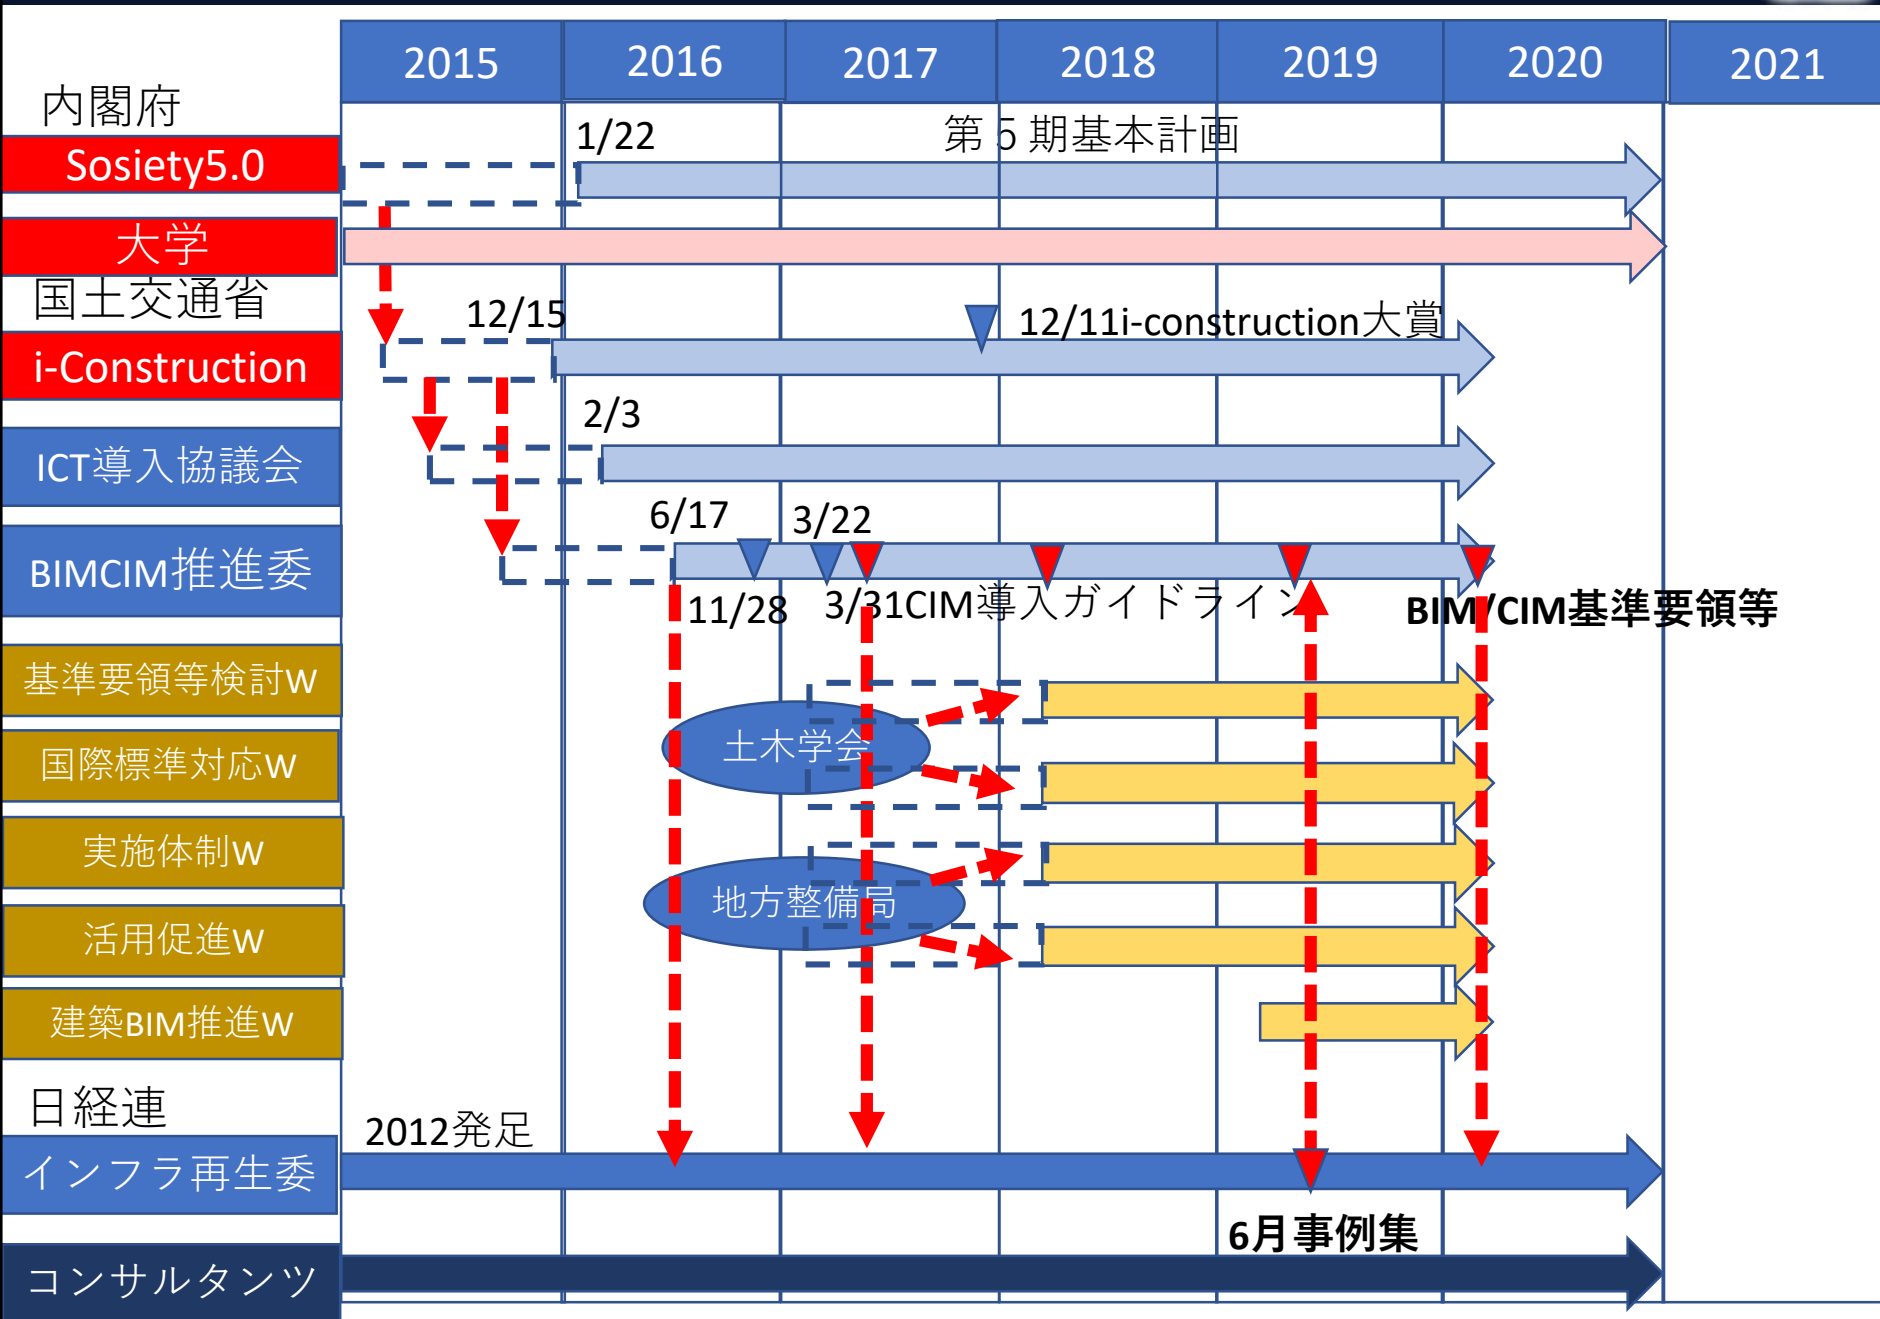 2015 2016 2017 2018 2019 2020 2021
内閣府
1/22 第5期基本計画
Sosiety5.0
大学
国土交通省
12/15 12/11i-construction大賞
i-Construction
2/3
ICT導入協議会
6/17 3/22
BIMCIM推進委
11/28 3/31CIM導入ガイドライン BIM/CIM基準要領等
基準要領等検討W
土木学会
国際標準対応W
実施体制W
地方整備局
活用促進W
建築BIM推進W
日経連
2012発足
インフラ再生委
6月事例集
コンサルタンツ